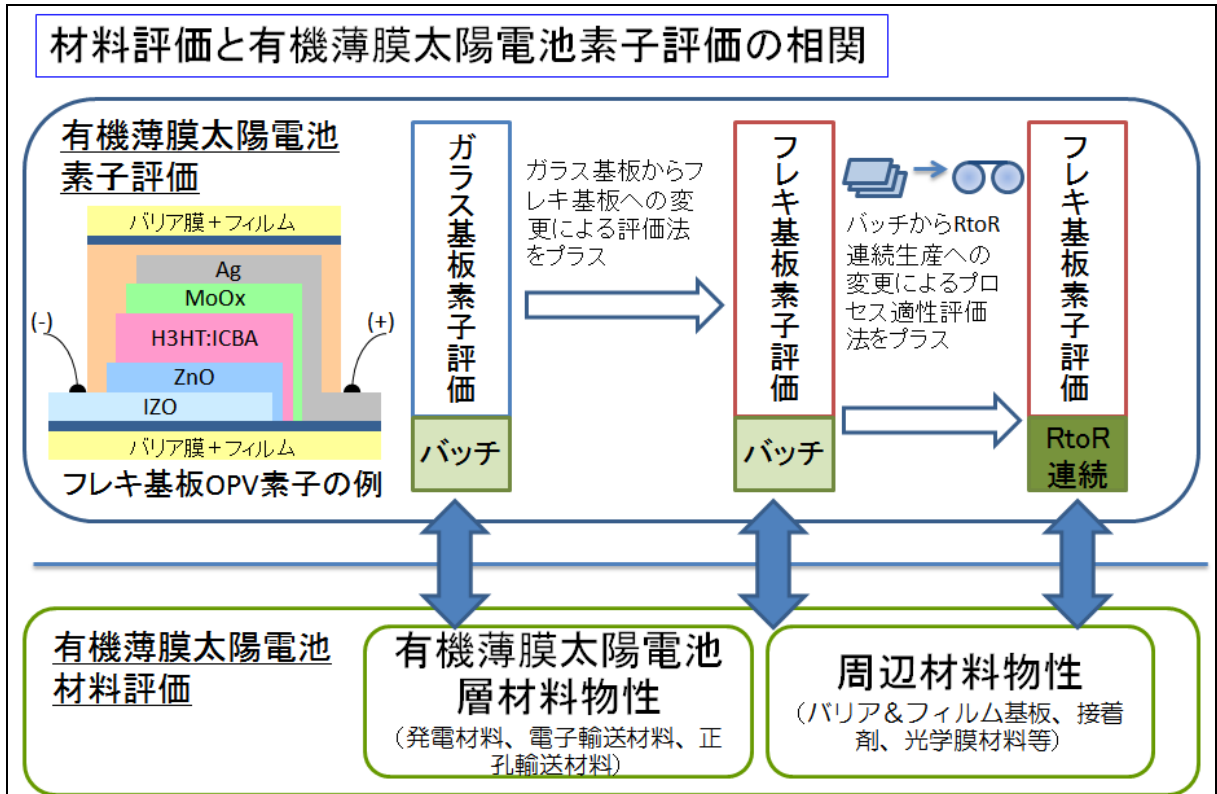 材料評価と有機薄膜太陽電池素子評価の相関
有機薄膜太陽電池
素子評価
バリア膜+フィルム
Ag
MoOx
H3HT:ICBA
ZnO
IZO
(-)
(+)
バリア膜+フィルム
フレキ基板OPV素子の例
ガラス基板素子評価
バッチ
ガラス基板からフ
レキ基板への変
更による評価法
をプラス
フレキ基板素子評価
バッチ
バッチからRtoR
連続生産への
変更によるプロ
セス適性評価
法をプラス
フレキ基板素子評価
RtoR
連続
有機薄膜太陽電池
材料評価
有機薄膜太陽電池
層材料物性
(発電材料、電子輸送材料、正
孔輸送材料)
周辺材料物性
(バリア&フィルム基板、接着
剤、光学膜材料等)